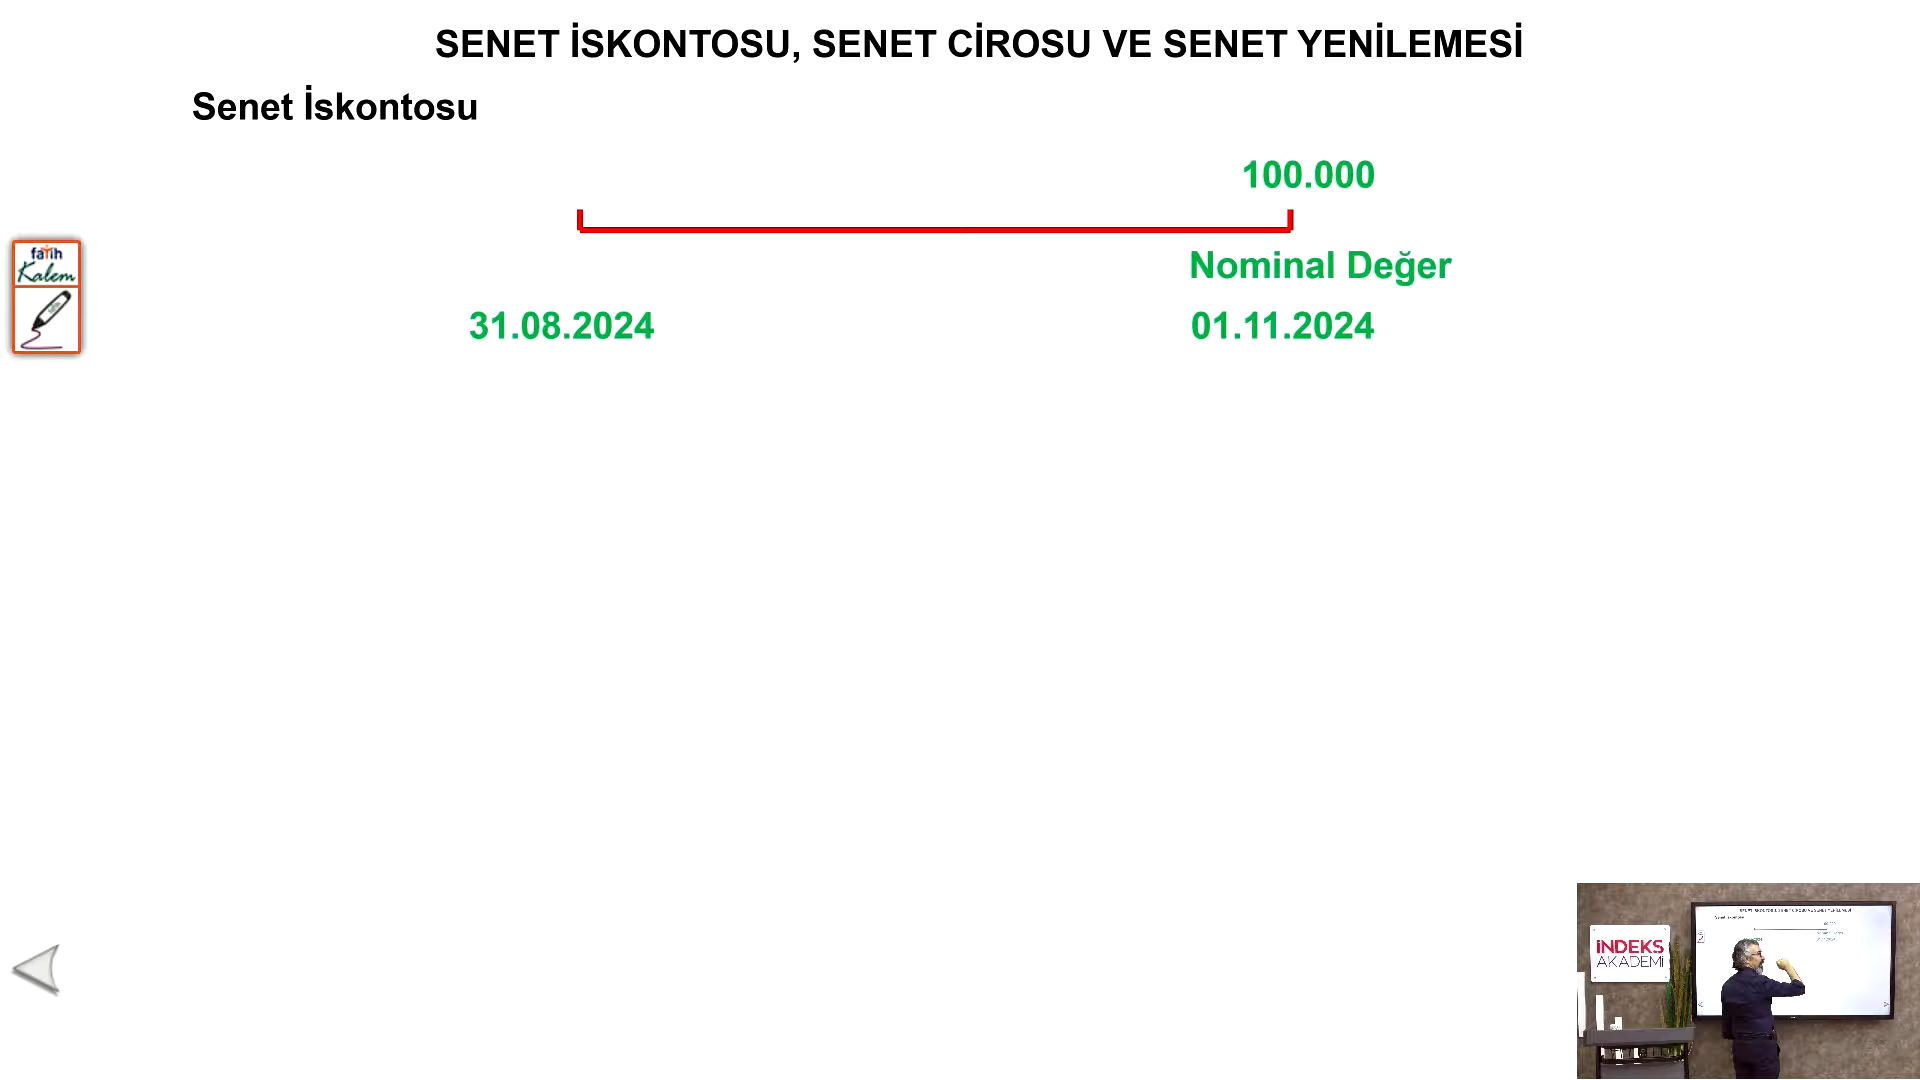 SENET İSKONTOSU, SENET CİROSU VE SENET YENİLEMESİ
Senet İskontosu
100.000
Nominal Değer
31.08.2024
01.11.2024
fatih
Kalem
İNDEKS
AKADEMİ